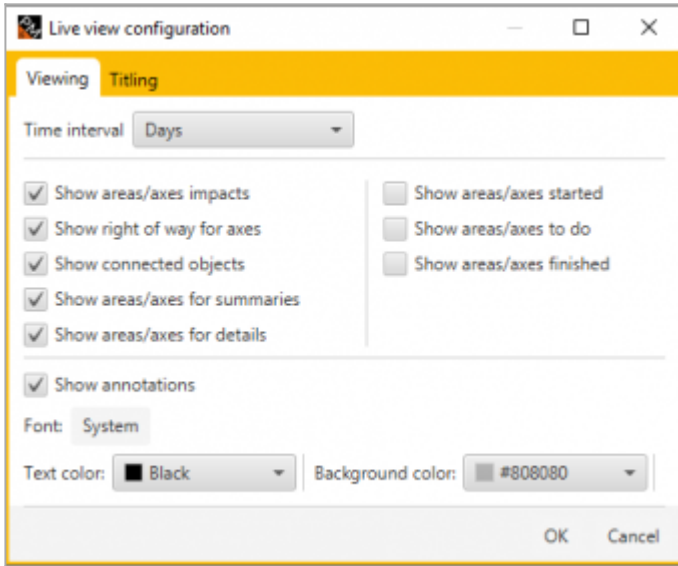 Live view configuration
Viewing Titling
Time interval Days
Show areas/axes impacts
Show right of way for axes
Show connected objects
Show areas/axes for summaries
Show areas/axes for details
Show areas/axes started
Show areas/axes to do
Show areas/axes finished
Show annotations
Font: System
Text color: Black Background color: #808080
OK Cancel